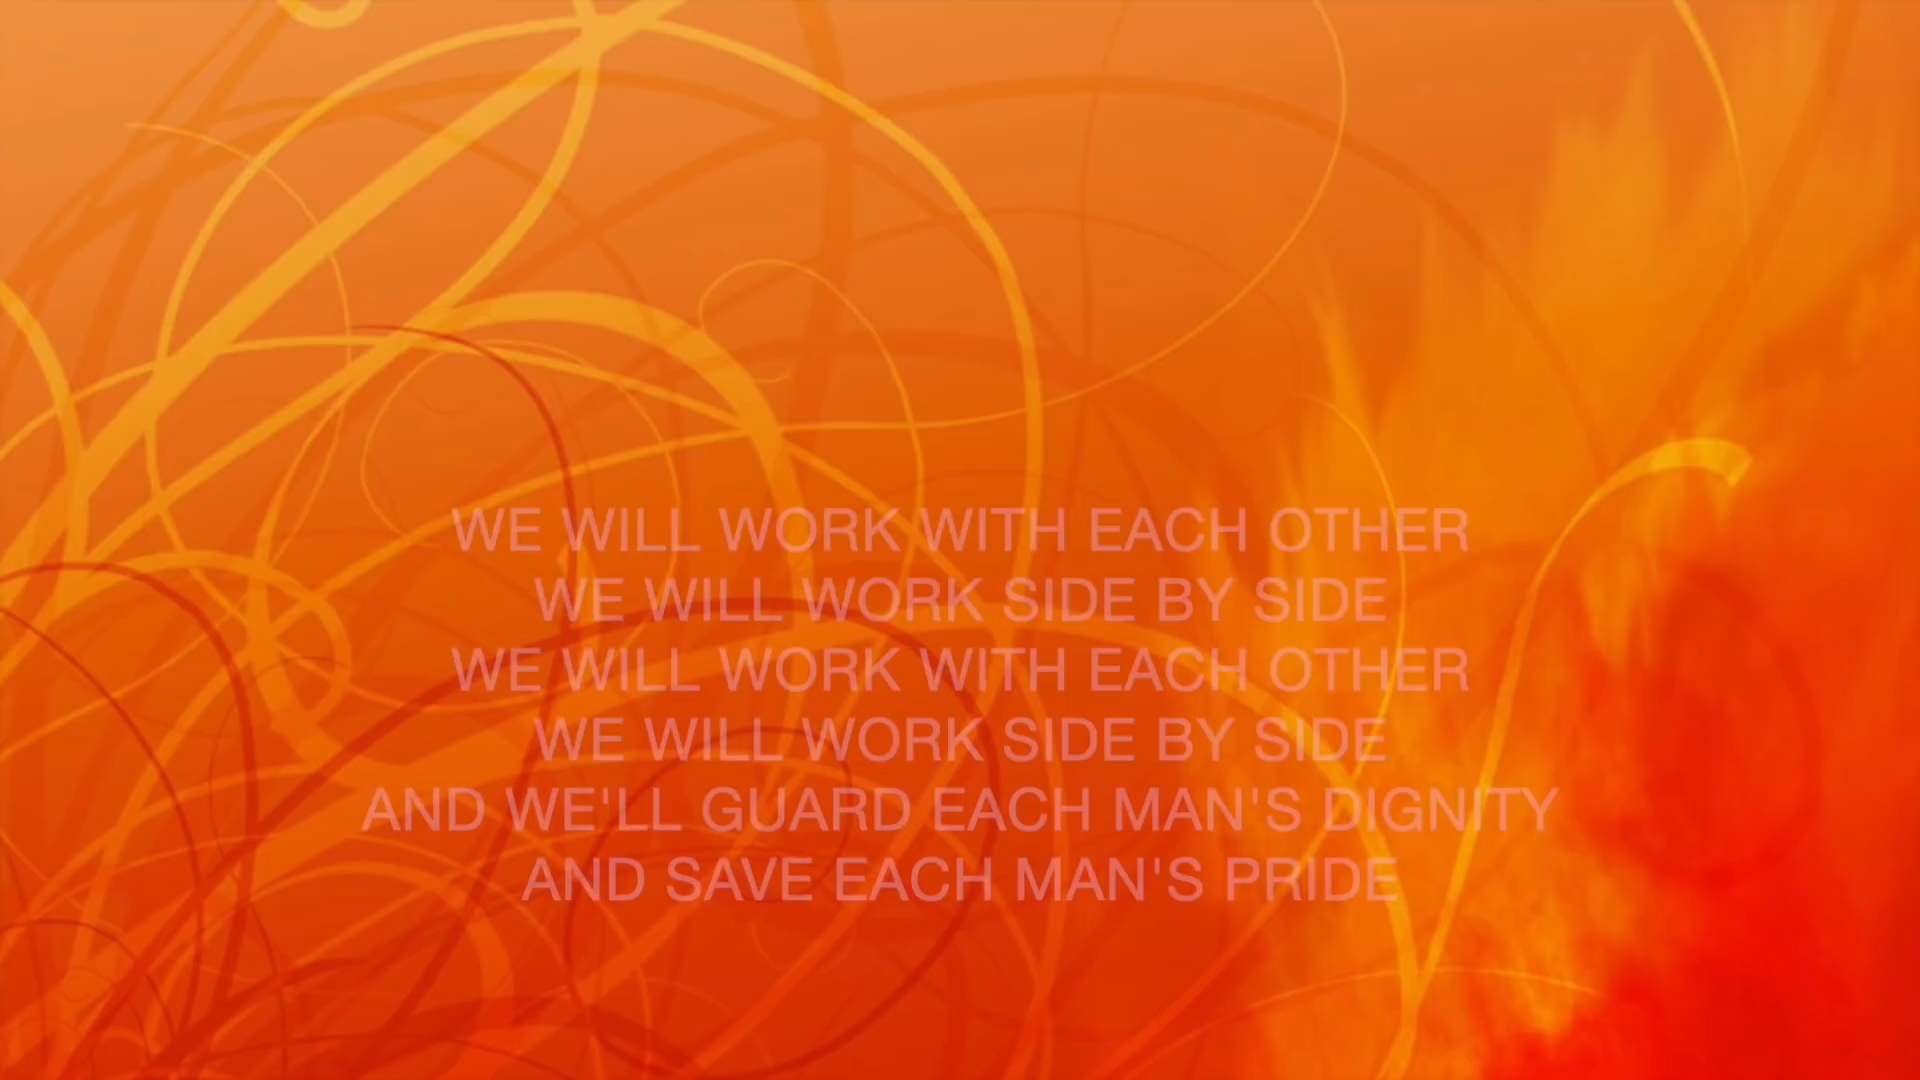 WE WILL WORK WITH EACH OTHER
WE WILL WORK SIDE BY SIDE
WE WILL WORK WITH EACH OTHER
WE WILL WORK SIDE BY SIDE
AND WE'LL GUARD EACH MAN'S DIGNITY
AND SAVE EACH MAN'S PRIDE